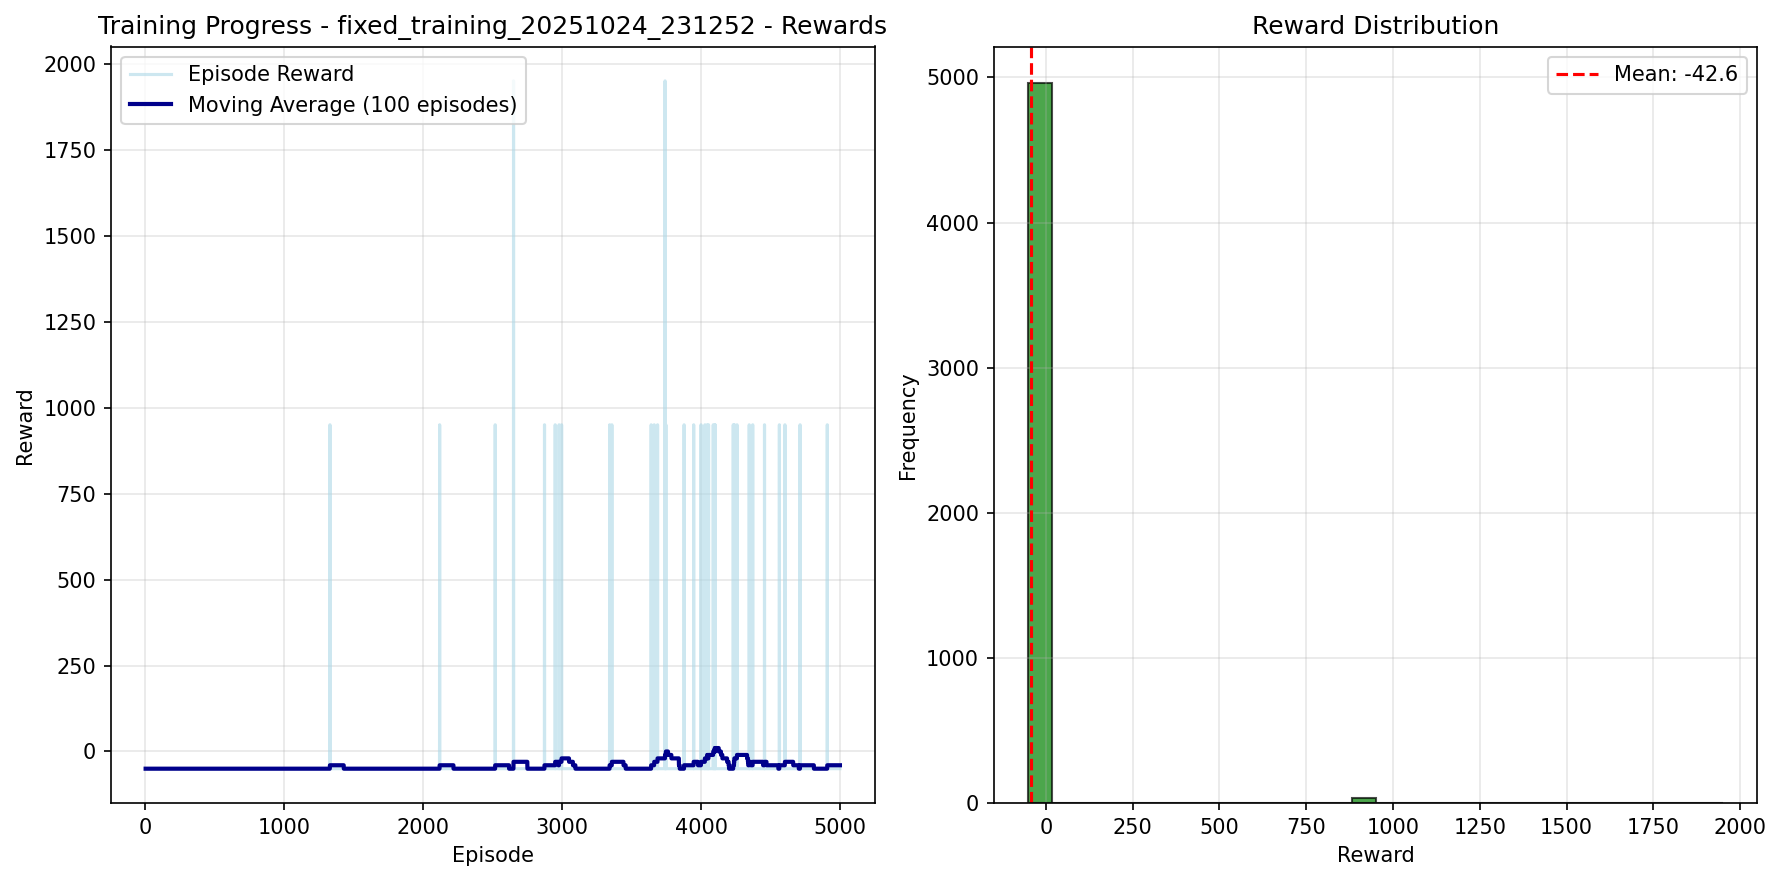 Training Progress - fixed_training_20251024_231252 - Rewards
Episode Reward
Moving Average (100 episodes)
2000
1750
1500
1250
1000
750
500
250
0
Reward
0 1000 2000 3000 4000 5000
Episode
Reward Distribution
Mean: -42.6
5000
4000
3000
2000
1000
0
Frequency
0 250 500 750 1000 1250 1500 1750 2000
Reward